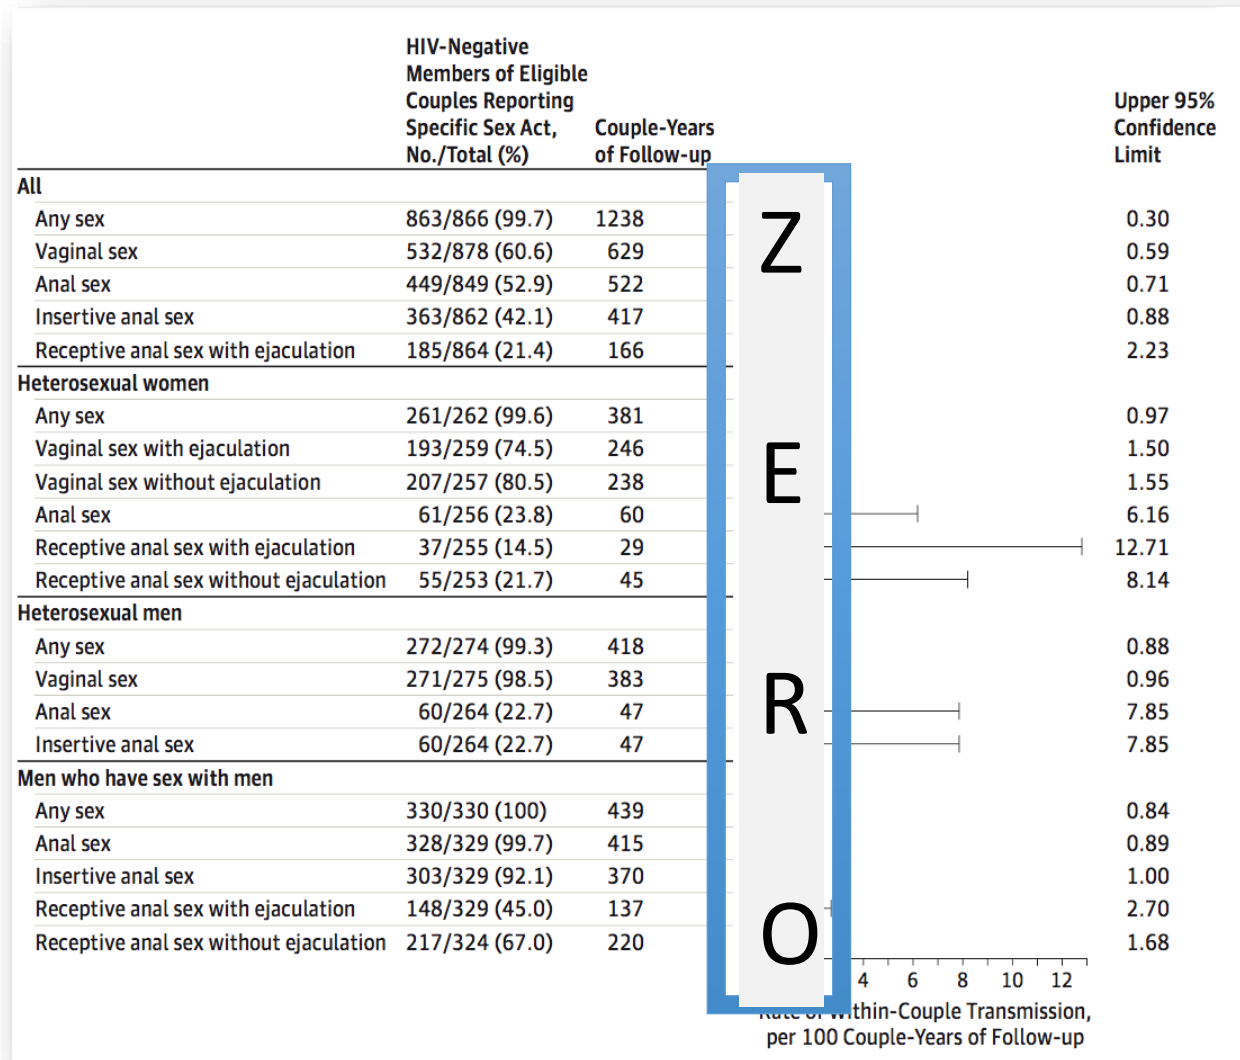 HIV-Negative
Members of Eligible
Couples Reporting
Specific Sex Act,
No./Total (%)
Couple-Years
of Follow-up
Upper 95%
Confidence
Limit
All
Any sex 863/866 (99.7) 1238 0.30
Vaginal sex 532/878 (60.6) 629 0.59
Anal sex 449/849 (52.9) 522 0.71
Insertive anal sex 363/862 (42.1) 417 0.88
Receptive anal sex with ejaculation 185/864 (21.4) 166 2.23
Heterosexual women
Any sex 261/262 (99.6) 381 0.97
Vaginal sex with ejaculation 193/259 (74.5) 246 1.50
Vaginal sex without ejaculation 207/257 (80.5) 238 1.55
Anal sex 61/256 (23.8) 60 6.16
Receptive anal sex with ejaculation 37/255 (14.5) 29 12.71
Receptive anal sex without ejaculation 55/253 (21.7) 45 8.14
Heterosexual men
Any sex 272/274 (99.3) 418 0.88
Vaginal sex 271/275 (98.5) 383 0.96
Anal sex 60/264 (22.7) 47 7.85
Insertive anal sex 60/264 (22.7) 47 7.85
Men who have sex with men
Any sex 330/330 (100) 439 0.84
Anal sex 328/329 (99.7) 415 0.89
Insertive anal sex 303/329 (92.1) 370 1.00
Receptive anal sex with ejaculation 148/329 (45.0) 137 2.70
Receptive anal sex without ejaculation 217/324 (67.0) 220 1.68
Z
E
R
O
4 6 8 10 12
Rate of Within-Couple Transmission,
per 100 Couple-Years of Follow-up